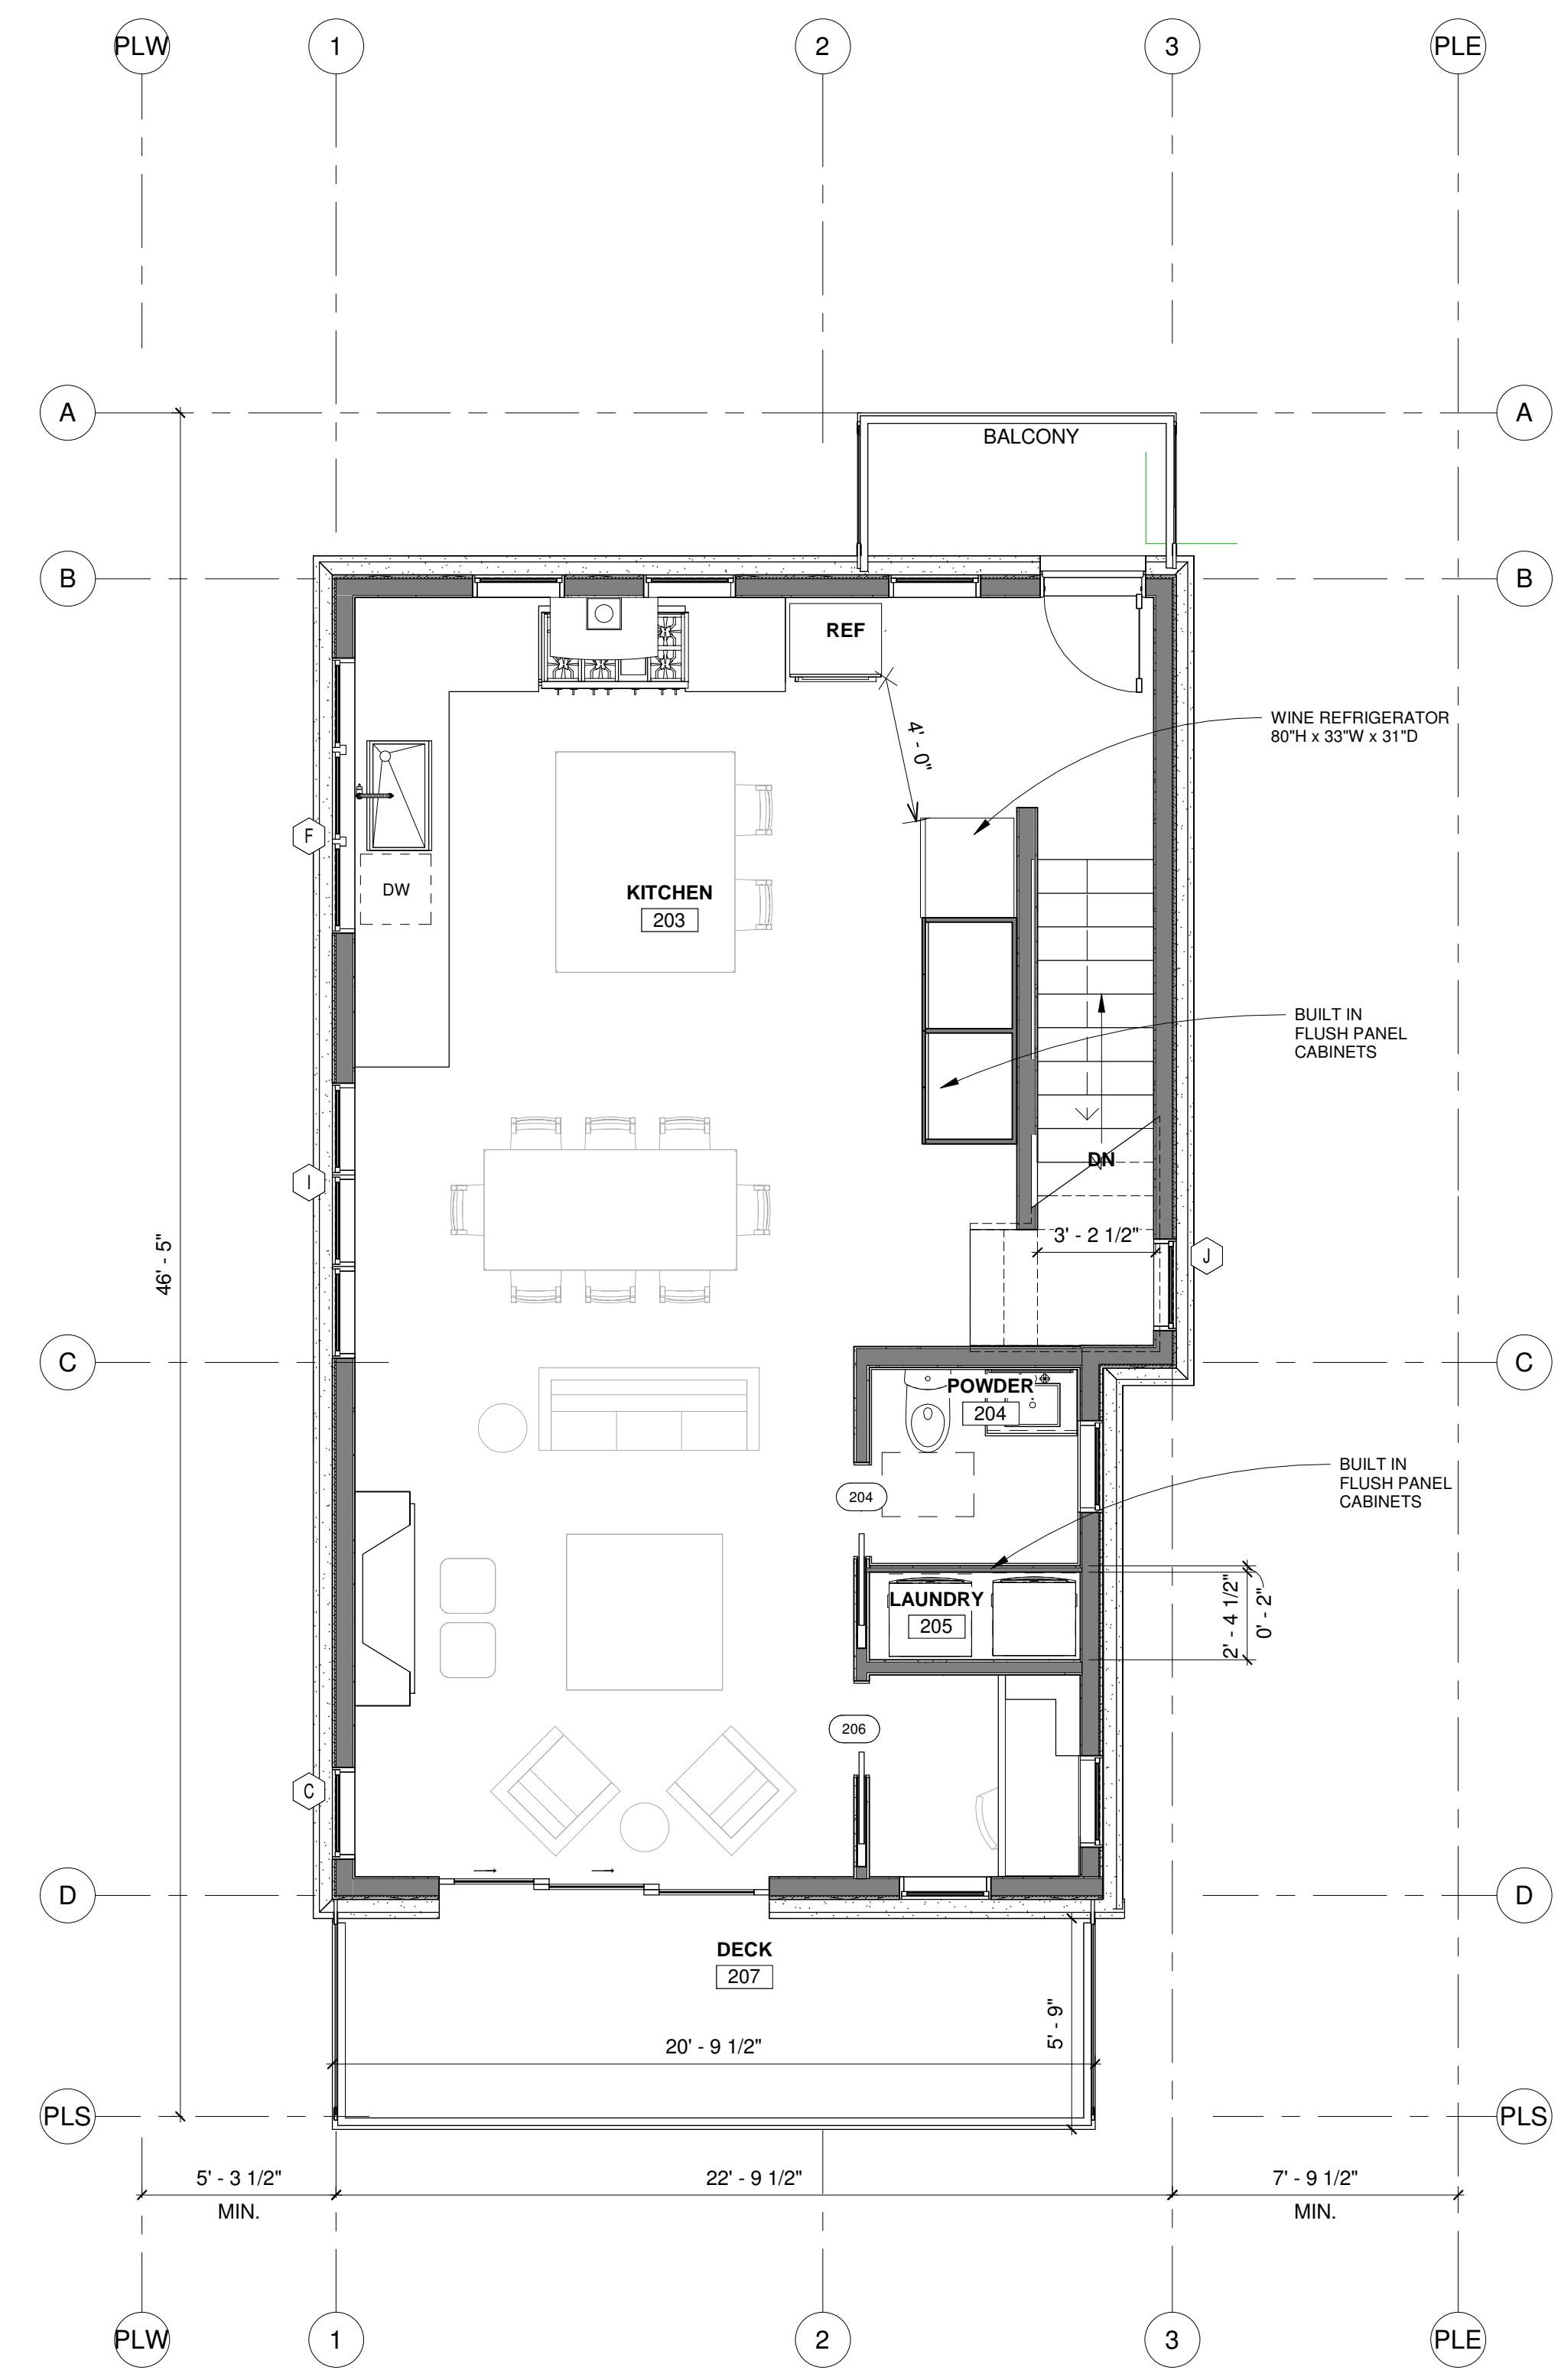 PLW
1
2
3
PLE
A
A
BALCONY
B
B
REF
4' - 0"
WINE REFRIGERATOR
80"H x 33"W x 31"D
F
DW
KITCHEN
203
BUILT IN
FLUSH PANEL
CABINETS
DN
I
3' - 2 1/2"
J
46' - 5"
C
C
POWDER
204
BUILT IN
FLUSH PANEL
CABINETS
204
LAUNDRY
205
2' - 4 1/2"
0' - 2"
206
C
D
D
DECK
207
5' - 9"
20' - 9 1/2"
PLS
PLS
5' - 3 1/2"
MIN.
22' - 9 1/2"
7' - 9 1/2"
MIN.
PLW
1
2
3
PLE